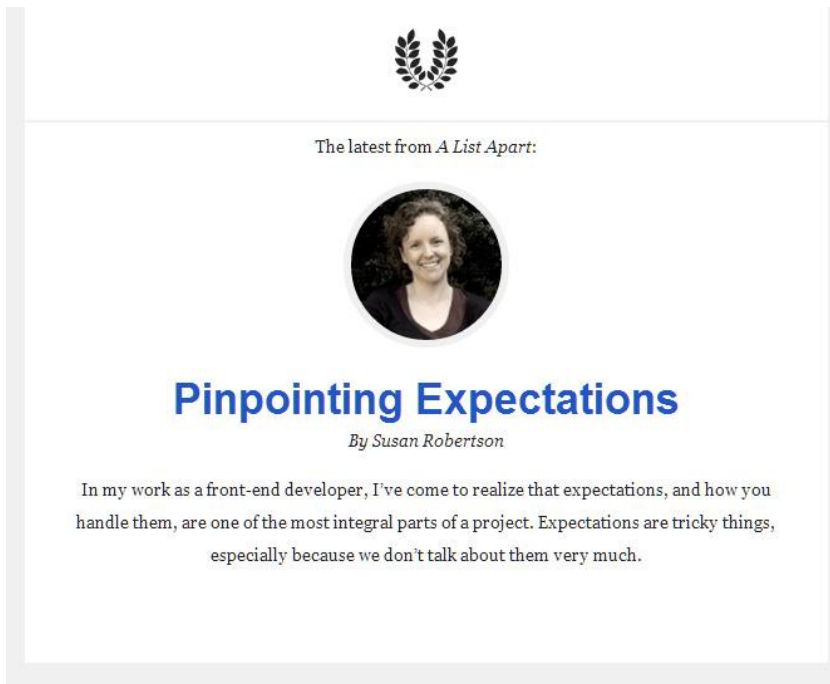 The latest from A List Apart:
Pinpointing Expectations
By Susan Robertson
In my work as a front-end developer, I’ve come to realize that expectations, and how you
handle them, are one of the most integral parts of a project. Expectations are tricky things,
especially because we don’t talk about them very much.